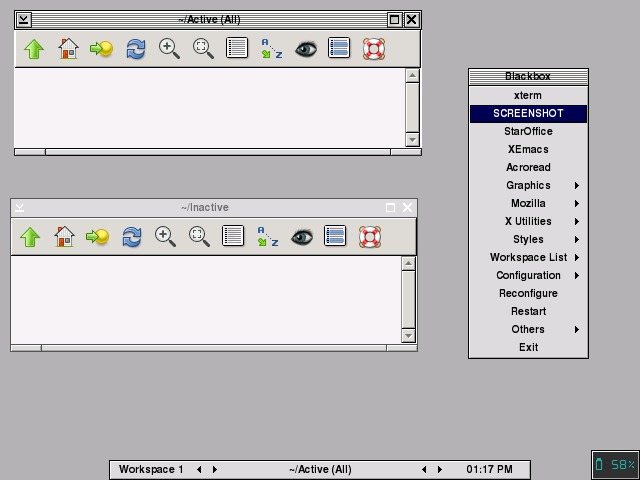 ~/Active (All)
A
Z
~/Inactive
A
Z
Blackbox
xterm
SCREENSHOT
StarOffice
XEmacs
Acroread
Graphics
Mozilla
X Utilities
Styles
Workspace List
Configuration
Reconfigure
Restart
Others
Exit
Workspace 1
~/Active (All)
01:17 PM
58%